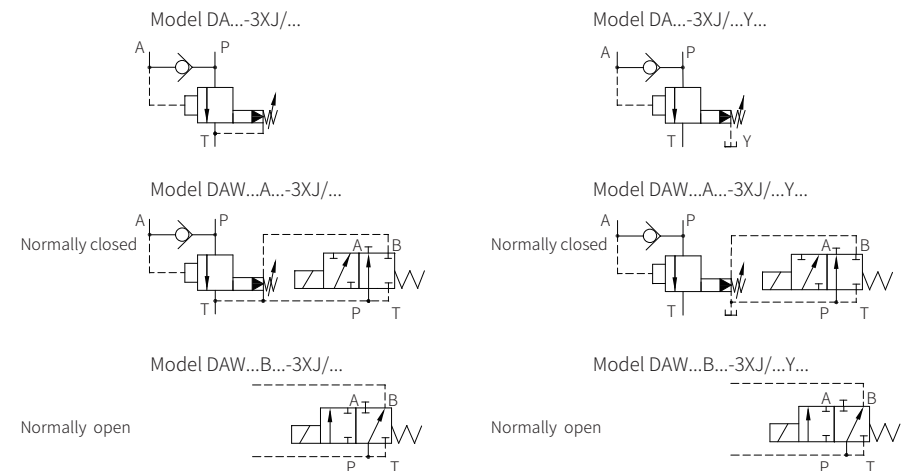 Model DA...-3XJ/...
A P
T
Model DA...-3XJ/...Y...
A P
T Y
Model DAW...A...-3XJ/...
Normally closed
A P
T
A B
P T
Model DAW...A...-3XJ/...Y...
Normally closed
A P
T
A B
P T
Model DAW...B...-3XJ/...
Normally open
A B
P T
Model DAW...B...-3XJ/...Y...
Normally open
A B
P T